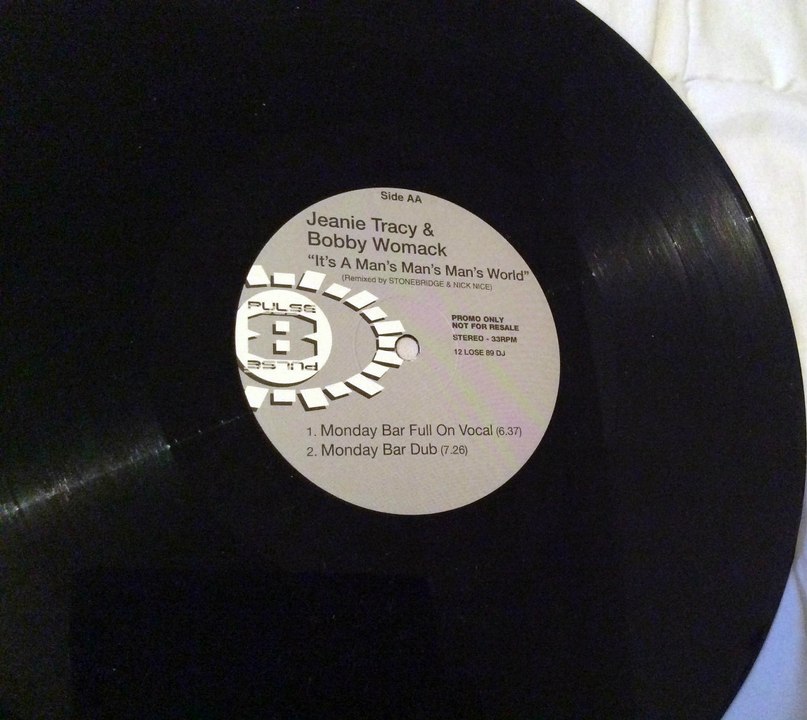 Side AA
Jeanie Tracy &
Bobby Womack
“It's A Man's Man's Man's World”
(Remixed by STONEBRIDGE & NICK NICE)
PULSE
8
PULSE
PROMO ONLY
NOT FOR RESALE
STEREO - 33RPM
12 LOSE 89 DJ
1. Monday Bar Full On Vocal (6.37)
2. Monday Bar Dub (7.26)